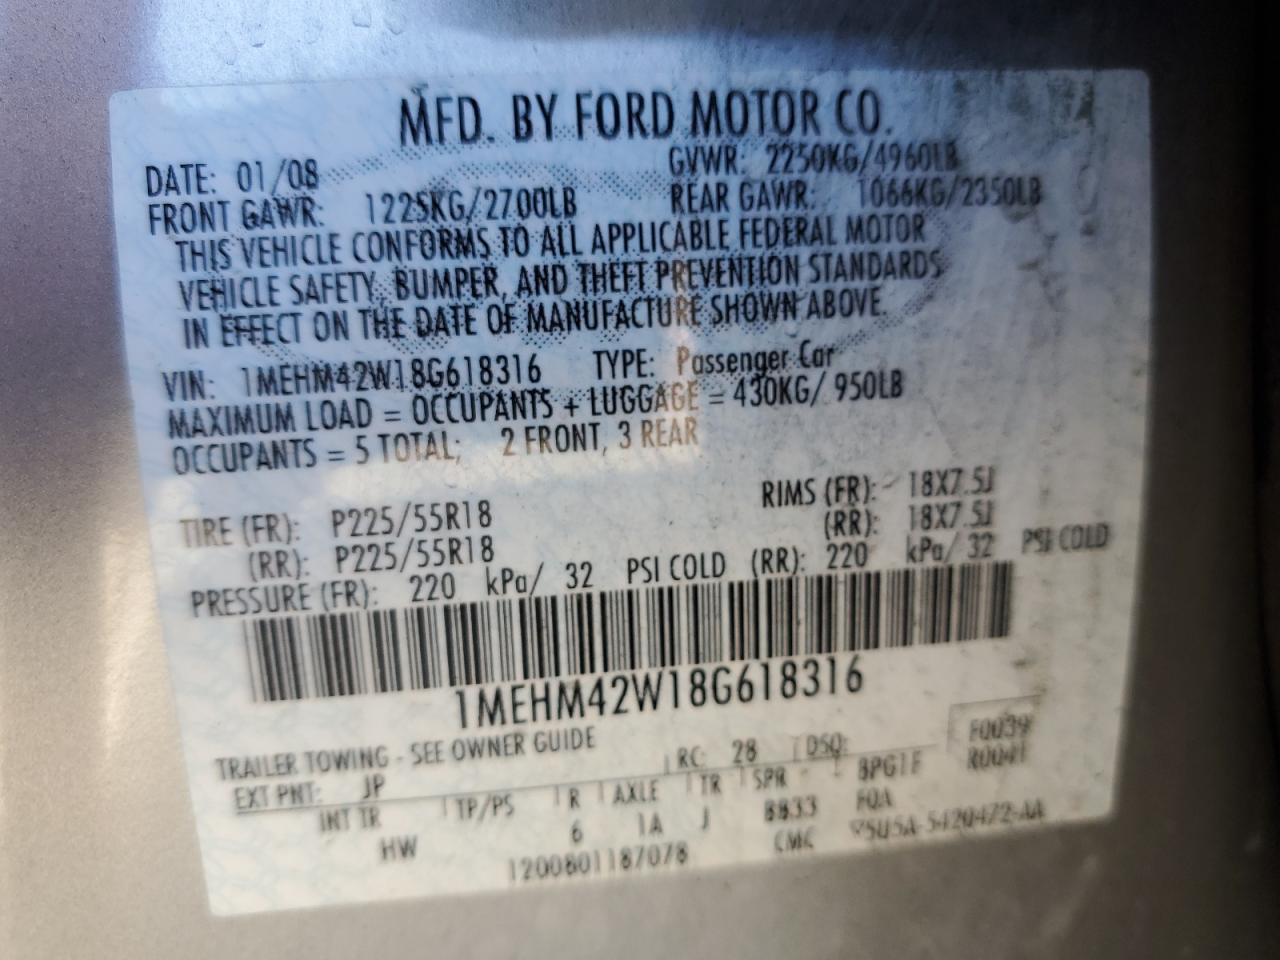 MFD. BY FORD MOTOR CO.
DATE: 01/08 GVWR: 2250KG/4960LB
FRONT GAWR: 1225KG/2700LB REAR GAWR: 1066KG/2350LB
THIS VEHICLE CONFORMS TO ALL APPLICABLE FEDERAL MOTOR
VEHICLE SAFETY, BUMPER, AND THEFT PREVENTION STANDARDS
IN EFFECT ON THE DATE OF MANUFACTURE SHOWN ABOVE.
VIN: 1MEHM42W18G618316 TYPE: Passenger Car
MAXIMUM LOAD = OCCUPANTS + LUGGAGE = 430KG/ 950LB
OCCUPANTS = 5 TOTAL; 2 FRONT, 3 REAR
TIRE (FR): P225/55R18 RIMS (FR): 18X7.5J
(RR): P225/55R18 (RR): 18X7.5J
PRESSURE (FR): 220 kPa/ 32 PSI COLD (RR): 220 kPa/ 32 PSI COLD
1MEHM42W18G618316
TRAILER TOWING - SEE OWNER GUIDE F0039
EXT PNT: JP RC: 28 DSO: R0041
INT TR TP/PS R AXLE TR SPR 8PG1F
HW 6 1A J BB33 FOA
1200801187078 CMC